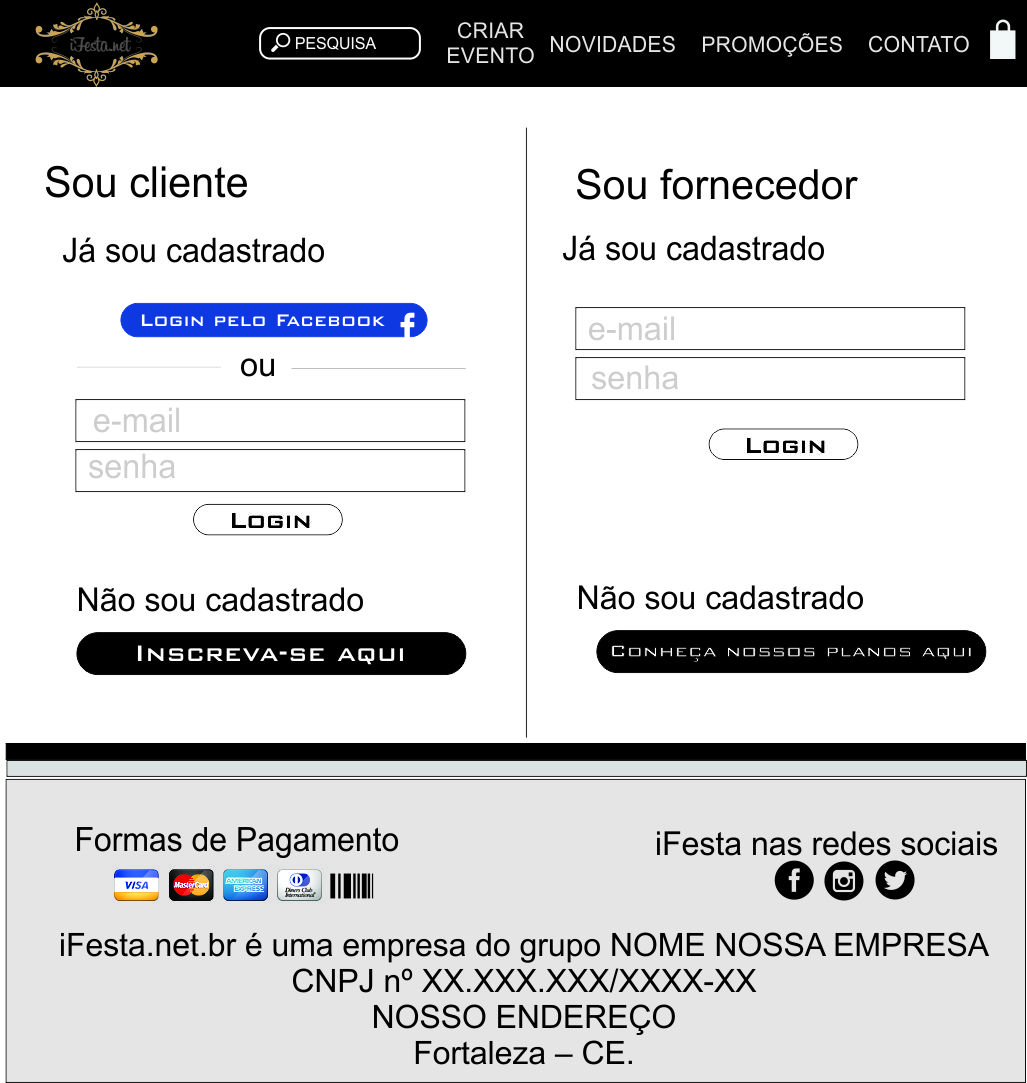 iFesta.net
PESQUISA
CRIAR
EVENTO
NOVIDADES
PROMOÇÕES
CONTATO
Sou cliente
Já sou cadastrado
Login pelo Facebook
ou
e-mail
senha
Login
Não sou cadastrado
Inscreva-se aqui
Sou fornecedor
Já sou cadastrado
e-mail
senha
Login
Não sou cadastrado
Conheça nossos planos aqui
Formas de Pagamento
VISA
MasterCard
AMERICAN
EXPRESS
Diners Club
International
iFesta nas redes sociais
iFesta.net.br é uma empresa do grupo NOME NOSSA EMPRESA
CNPJ nº XX.XXX.XXX/XXXX-XX
NOSSO ENDEREÇO
Fortaleza – CE.